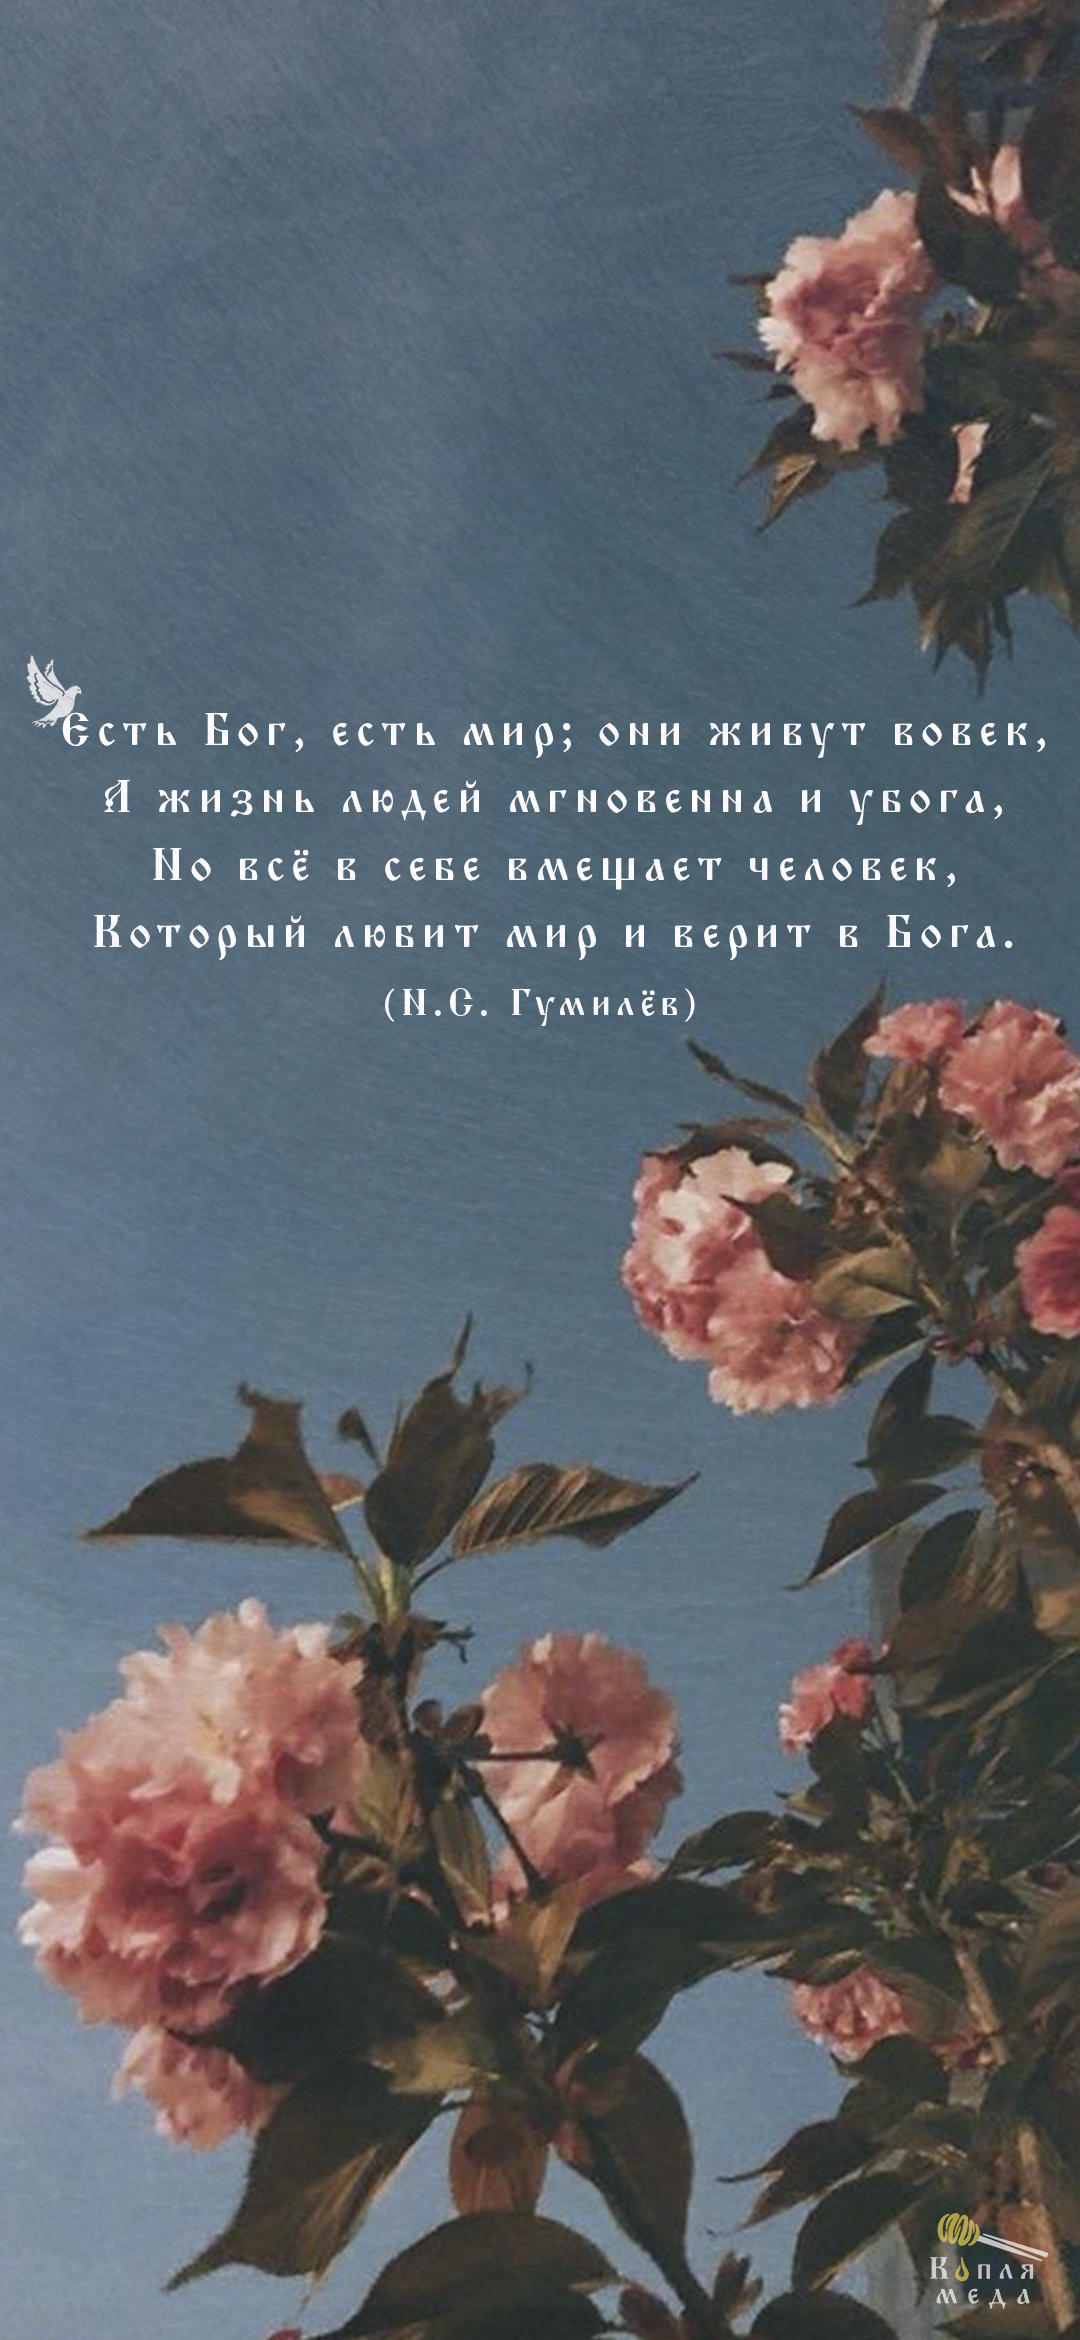 Есть Бог, есть мир; они живут вовек,
А жизнь людей мгновенна и убога,
Но всё в себе вмещает человек,
Который любит мир и верит в Бога.
(Н.С. Гумилёв)
Капля
меда